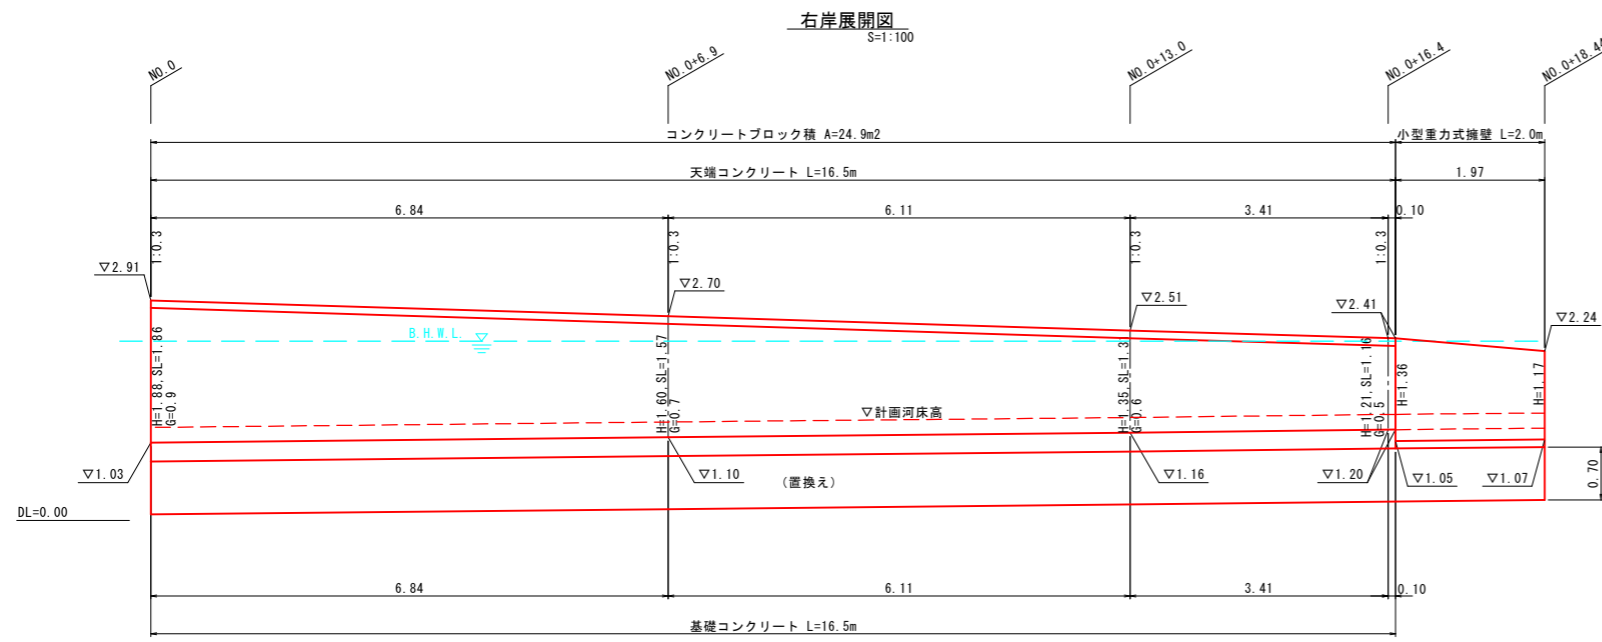 右岸展開図
S=1:100
NO.0
NO.0+6.9
NO.0+13.0
NO.0+16.4
NO.0+18.44
コンクリートブロック積 A=24.9m2
小型重力式擁壁 L=2.0m
天端コンクリート L=16.5m
1.97
6.84
6.11
3.41
0.10
1:0.3
1:0.3
1:0.3
1:0.3
▽2.91
▽2.70
▽2.51
▽2.41
▽2.24
B.H.W.L.
H=1.88,SL=1.86
G=0.9
H=1.60,SL=1.57
G=0.7
H=1.35,SL=1.3
G=0.6
H=1.21,SL=1.16
G=0.5
H=1.36
H=1.17
▽計画河床高
▽1.03
▽1.10
(置換え)
▽1.16
▽1.20
▽1.05
▽1.07
0.70
DL=0.00
6.84
6.11
3.41
0.10
基礎コンクリート L=16.5m